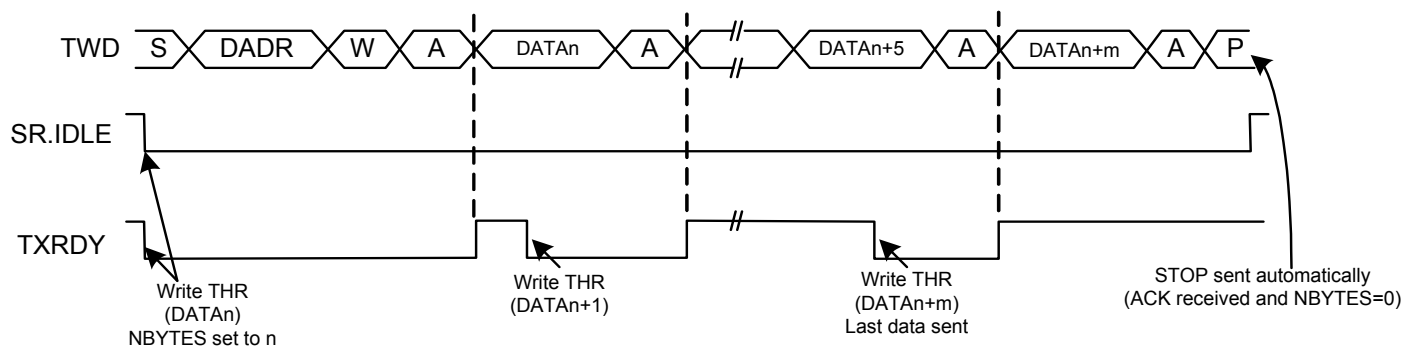 TWD S DADR W A DATAn A DATAn+5 A DATAn+m A P
SR.IDLE
TXRDY
Write THR
(DATAn)
NBYTES set to n
Write THR
(DATAn+1)
Write THR
(DATAn+m)
Last data sent
STOP sent automatically
(ACK received and NBYTES=0)